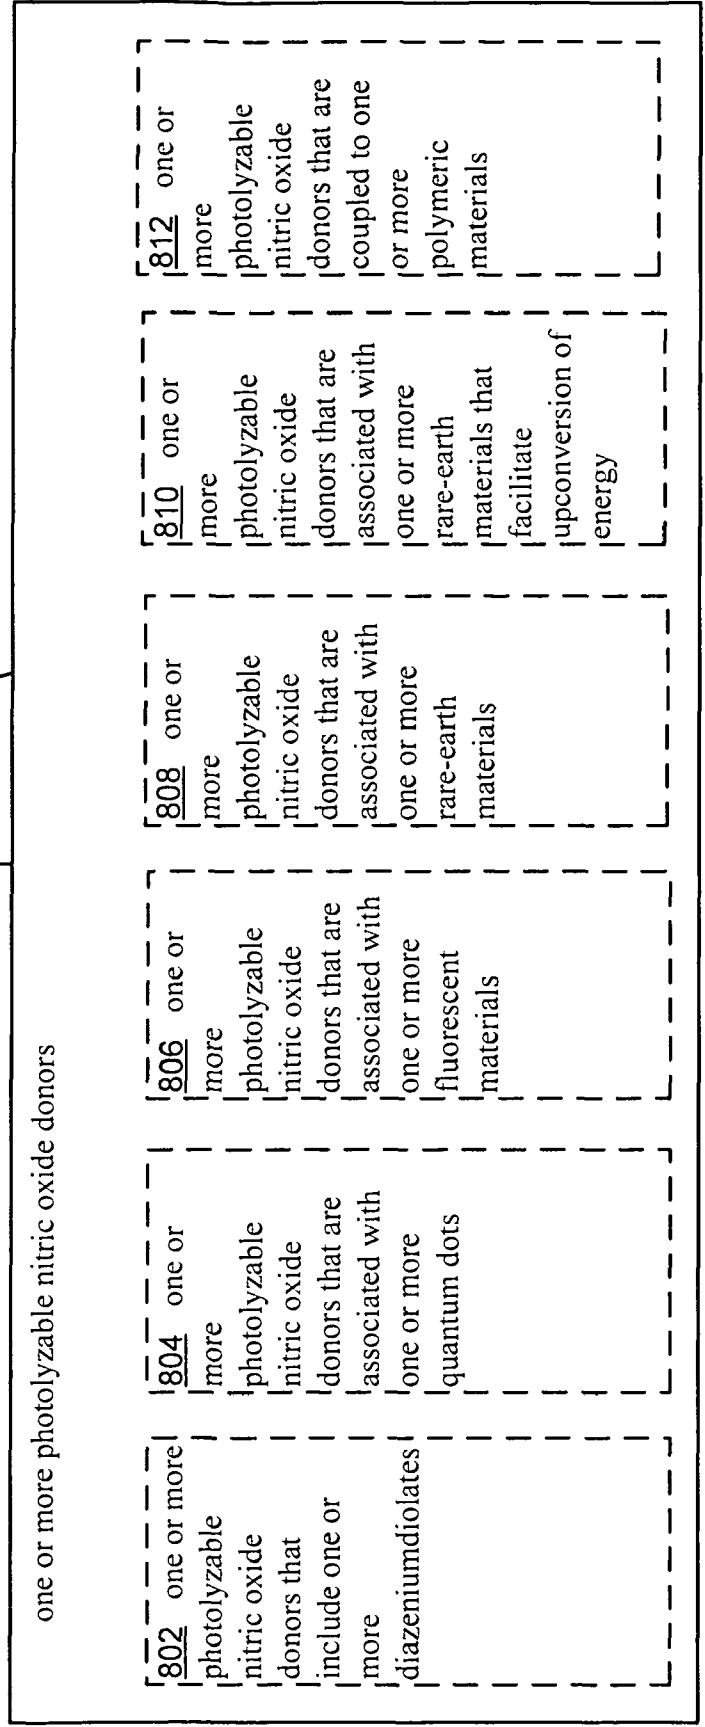 one or more photolyzable nitric oxide donors
802 one or more
photolyzable
nitric oxide
donors that
include one or
more
diazeniumdiolates
804 one or
more
photolyzable
nitric oxide
donors that are
associated with
one or more
quantum dots
806 one or
more
photolyzable
nitric oxide
donors that are
associated with
one or more
fluorescent
materials
808 one or
more
photolyzable
nitric oxide
donors that are
associated with
one or more
rare-earth
materials
810 one or
more
photolyzable
nitric oxide
donors that are
associated with
one or more
rare-earth
materials that
facilitate
upconversion of
energy
812 one or
more
photolyzable
nitric oxide
donors that are
coupled to one
or more
polymeric
materials